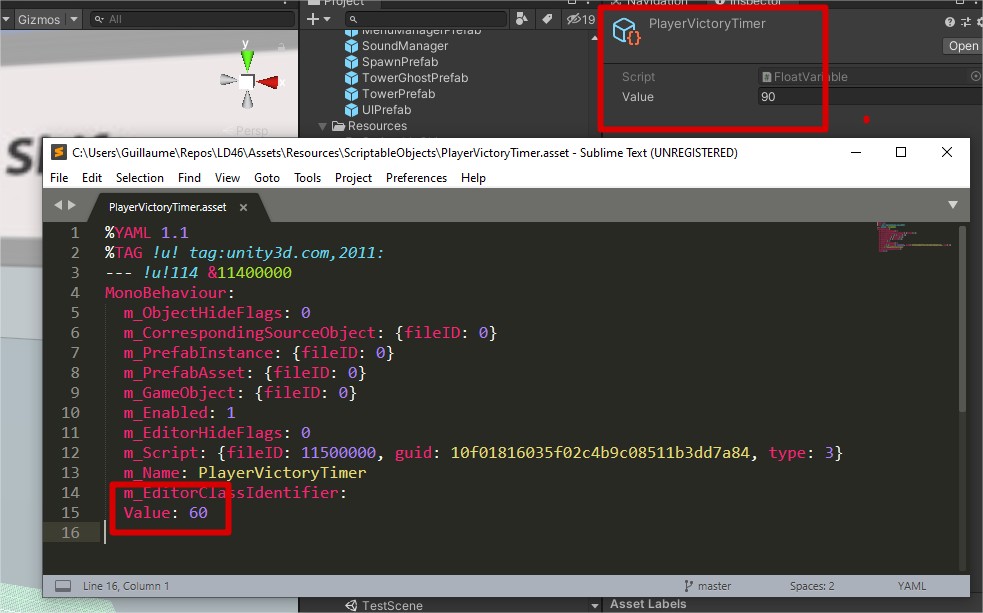 Gizmos
All
Project
Navigation
Inspector
19
MenuManagerPrefab
SoundManager
SpawnPrefab
TowerGhostPrefab
TowerPrefab
UIPrefab
Resources
y
x
Persp
PlayerVictoryTimer
Open
Script
FloatVariable
Value
90
C:\Users\Guillaume\Repos\LD46\Assets\Resources\ScriptableObjects\PlayerVictoryTimer.asset - Sublime Text (UNREGISTERED)
File Edit Selection Find View Goto Tools Project Preferences Help
PlayerVictoryTimer.asset
1 %YAML 1.1
2 %TAG !u! tag:unity3d.com,2011:
3 --- !u!114 &11400000
4 MonoBehaviour:
5 m_ObjectHideFlags: 0
6 m_CorrespondingSourceObject: {fileID: 0}
7 m_PrefabInstance: {fileID: 0}
8 m_PrefabAsset: {fileID: 0}
9 m_GameObject: {fileID: 0}
10 m_Enabled: 1
11 m_EditorHideFlags: 0
12 m_Script: {fileID: 11500000, guid: 10f01816035f02c4b9c08511b3dd7a84, type: 3}
13 m_Name: PlayerVictoryTimer
14 m_EditorClassIdentifier:
15 Value: 60
16
Line 16, Column 1
master
Spaces: 2
YAML
TestScene
Asset Labels